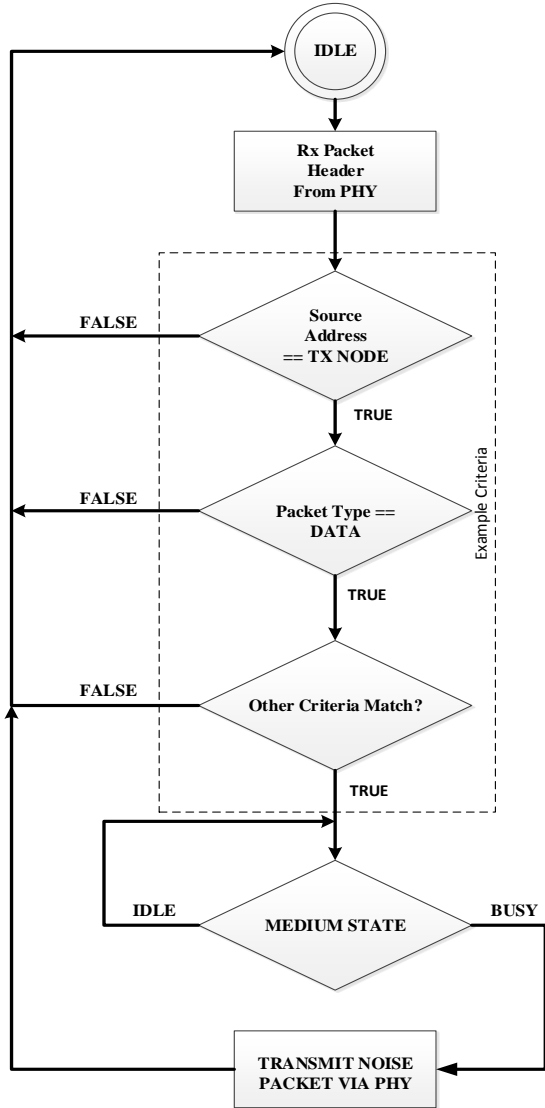 IDLE
Rx Packet
Header
From PHY
Source
Address
== TX NODE
FALSE
TRUE
Example Criteria
Packet Type ==
DATA
FALSE
TRUE
Other Criteria Match?
FALSE
TRUE
MEDIUM STATE
IDLE
BUSY
TRANSMIT NOISE
PACKET VIA PHY